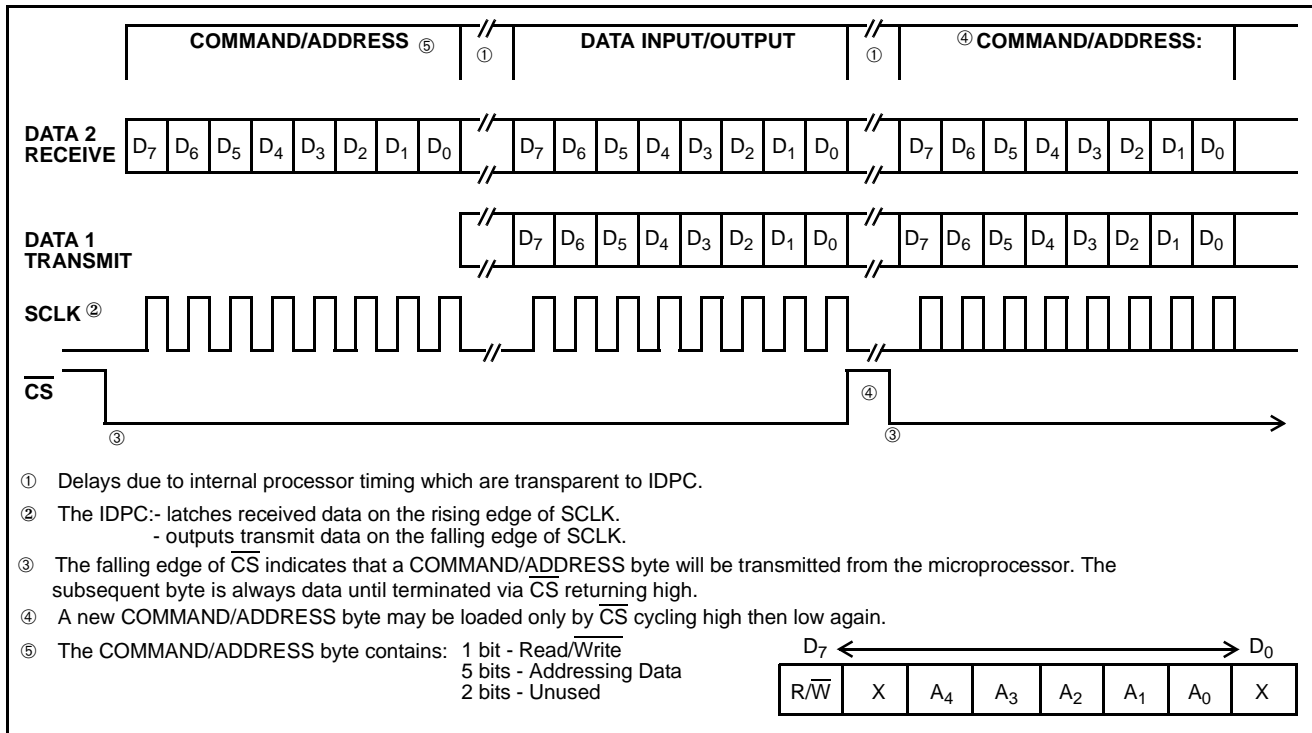 COMMAND/ADDRESS ⑤ ① DATA INPUT/OUTPUT ① ④ COMMAND/ADDRESS:
DATA 2
RECEIVE
D7 D6 D5 D4 D3 D2 D1 D0 D7 D6 D5 D4 D3 D2 D1 D0 D7 D6 D5 D4 D3 D2 D1 D0
DATA 1
TRANSMIT
D7 D6 D5 D4 D3 D2 D1 D0 D7 D6 D5 D4 D3 D2 D1 D0
SCLK ②
C̅S̅ ④
③ ③
① Delays due to internal processor timing which are transparent to IDPC.
② The IDPC:- latches received data on the rising edge of SCLK.
- outputs transmit data on the falling edge of SCLK.
③ The falling edge of C̅S̅ indicates that a COMMAND/ADDRESS byte will be transmitted from the microprocessor. The
subsequent byte is always data until terminated via C̅S̅ returning high.
④ A new COMMAND/ADDRESS byte may be loaded only by C̅S̅ cycling high then low again.
⑤ The COMMAND/ADDRESS byte contains: 1 bit - Read/W̅r̅i̅t̅e̅
5 bits - Addressing Data
2 bits - Unused
D7 D0
R/W̅ X A4 A3 A2 A1 A0 X